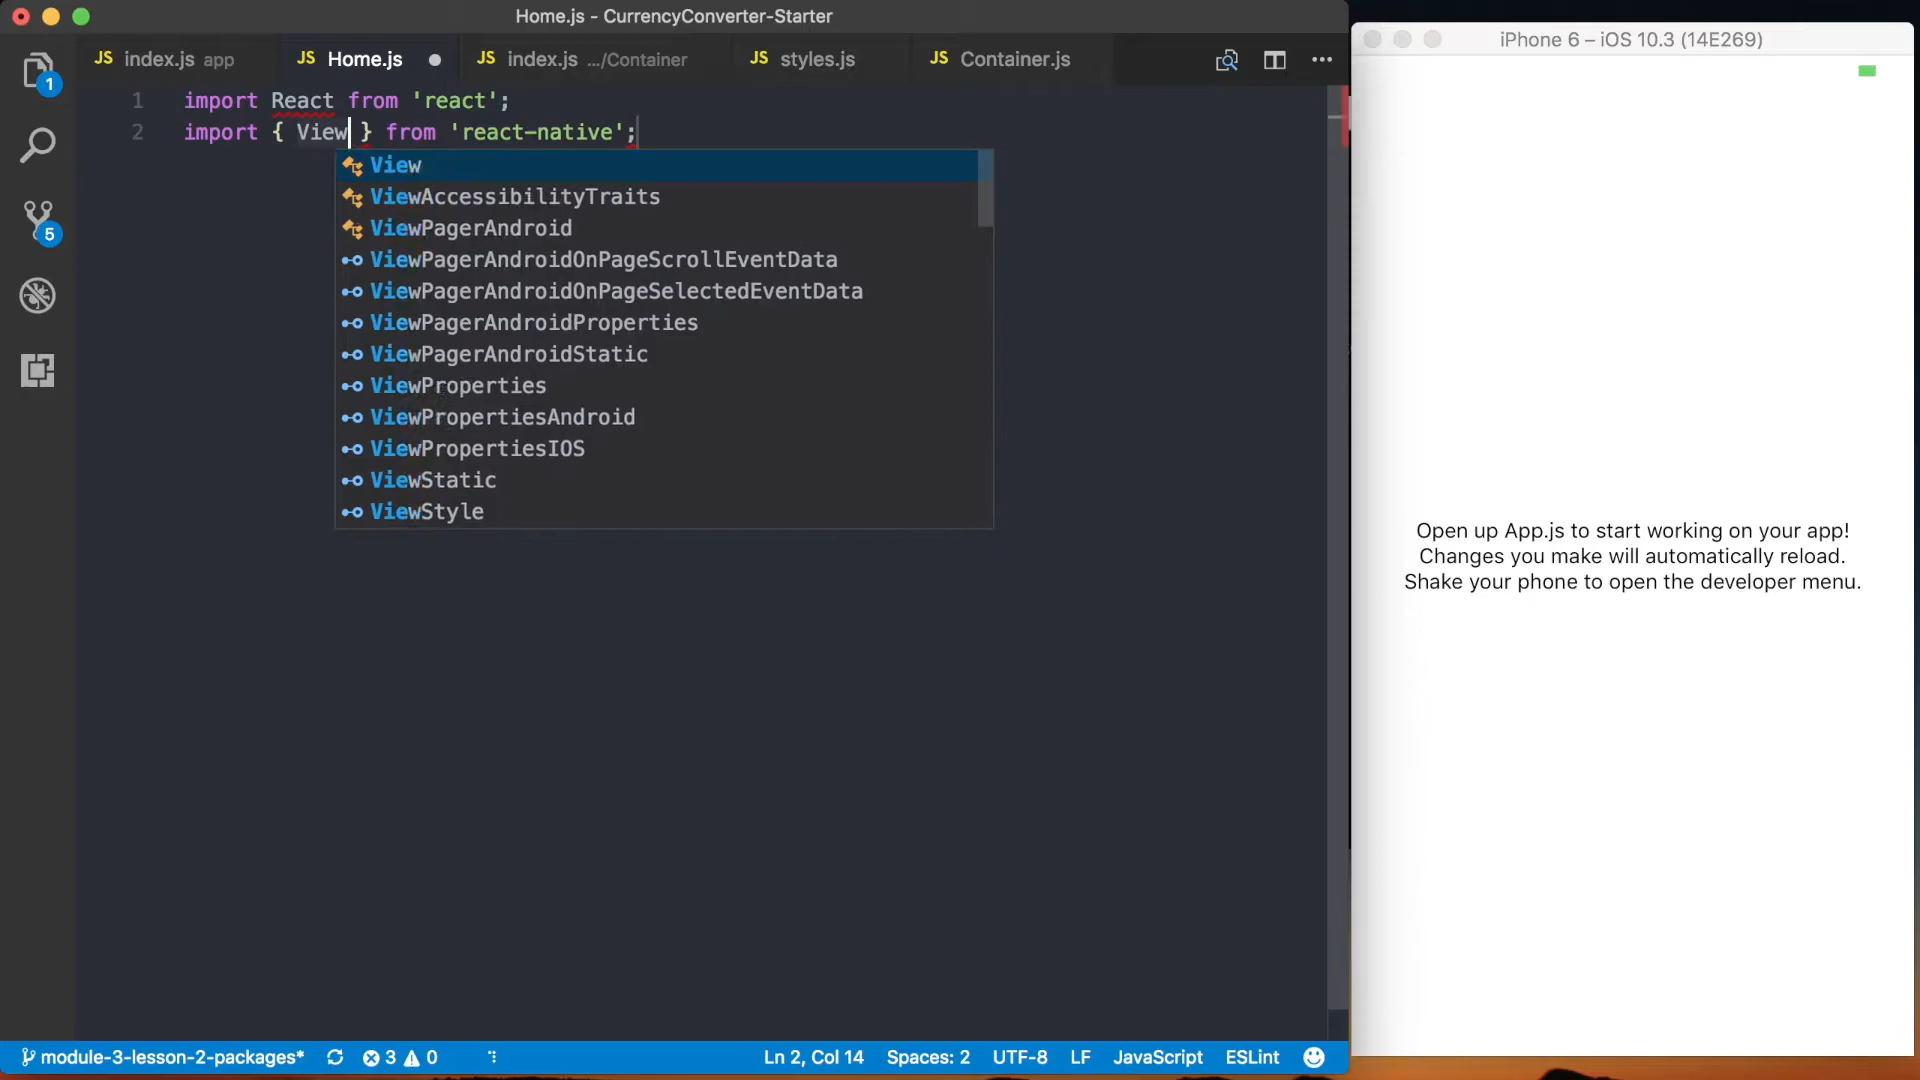 Home.js - CurrencyConverter-Starter
JS index.js app
JS Home.js
JS index.js .../Container
JS styles.js
JS Container.js
1 import React from 'react';
2 import { View } from 'react-native';
View
ViewAccessibilityTraits
ViewPagerAndroid
ViewPagerAndroidOnPageScrollEventData
ViewPagerAndroidOnPageSelectedEventData
ViewPagerAndroidProperties
ViewPagerAndroidStatic
ViewProperties
ViewPropertiesAndroid
ViewPropertiesIOS
ViewStatic
ViewStyle
1
5
module-3-lesson-2-packages* 3 0 Ln 2, Col 14 Spaces: 2 UTF-8 LF JavaScript ESLint
iPhone 6 – iOS 10.3 (14E269)
Open up App.js to start working on your app!
Changes you make will automatically reload.
Shake your phone to open the developer menu.